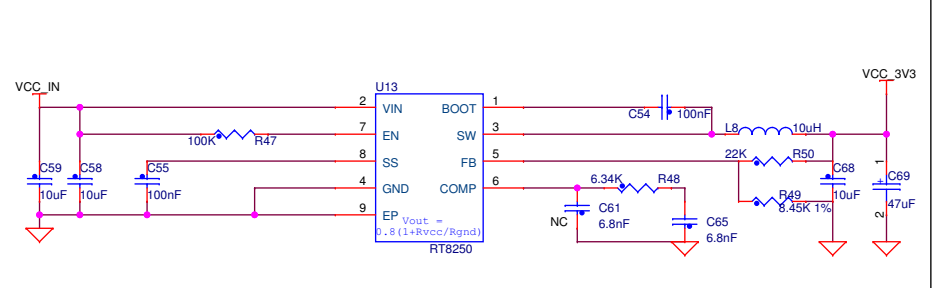 VCC_IN
VCC_3V3
U13
2 VIN BOOT 1
C54 100nF
7 EN SW 3
100K R47
L8 10uH
8 SS FB 5
22K R50
C59 C58 C55
10uF 10uF 100nF
4 GND COMP 6
6.34K R48
C68
10uF
1
C69
47uF
2
R49
8.45K 1%
9 EP
Vout =
0.8(1+Rvcc/Rgnd)
NC
C61
6.8nF
C65
6.8nF
RT8250
+